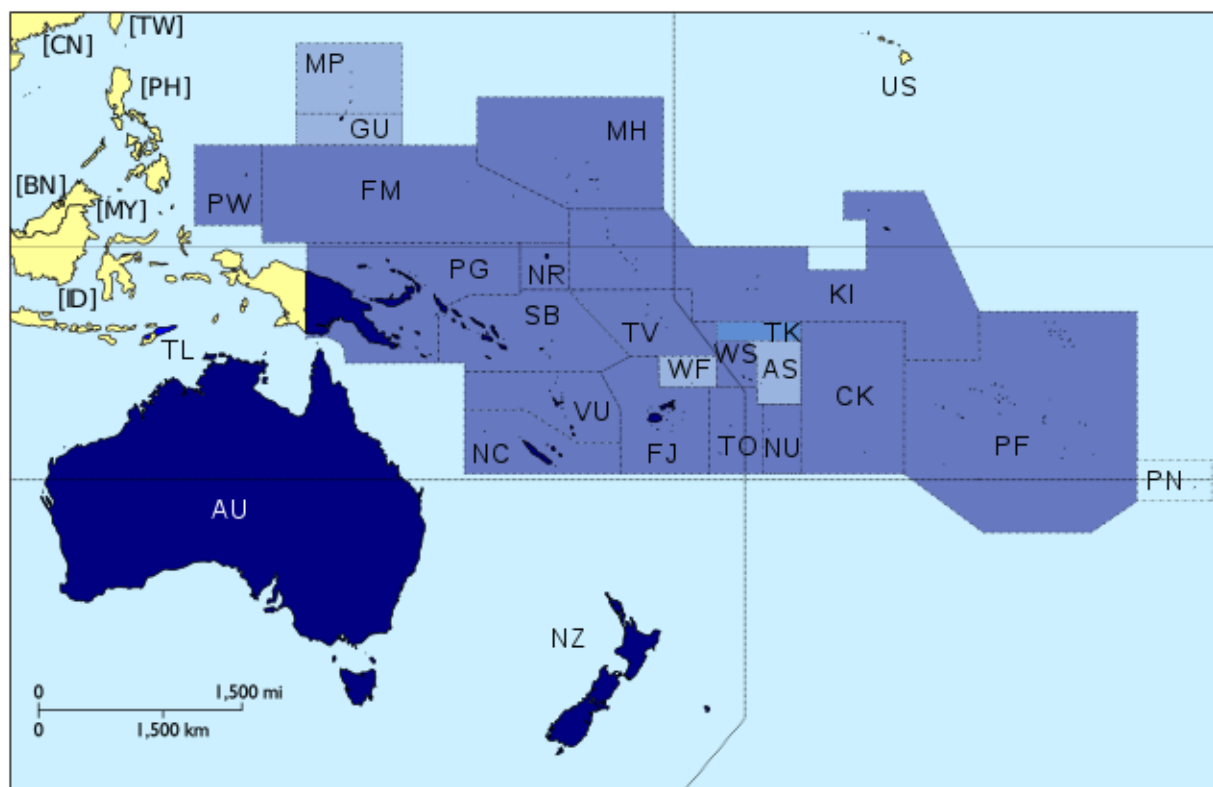 [TW]
[CN]
MP
[PH]
US
GU
MH
[BN]
FM
PW
[MY]
PG
NR
KI
[ID]
SB
TV
TK
TL
WS
WF
AS
CK
VU
NC
FJ
TO
NU
PF
PN
AU
NZ
0 1,500 mi
0 1,500 km